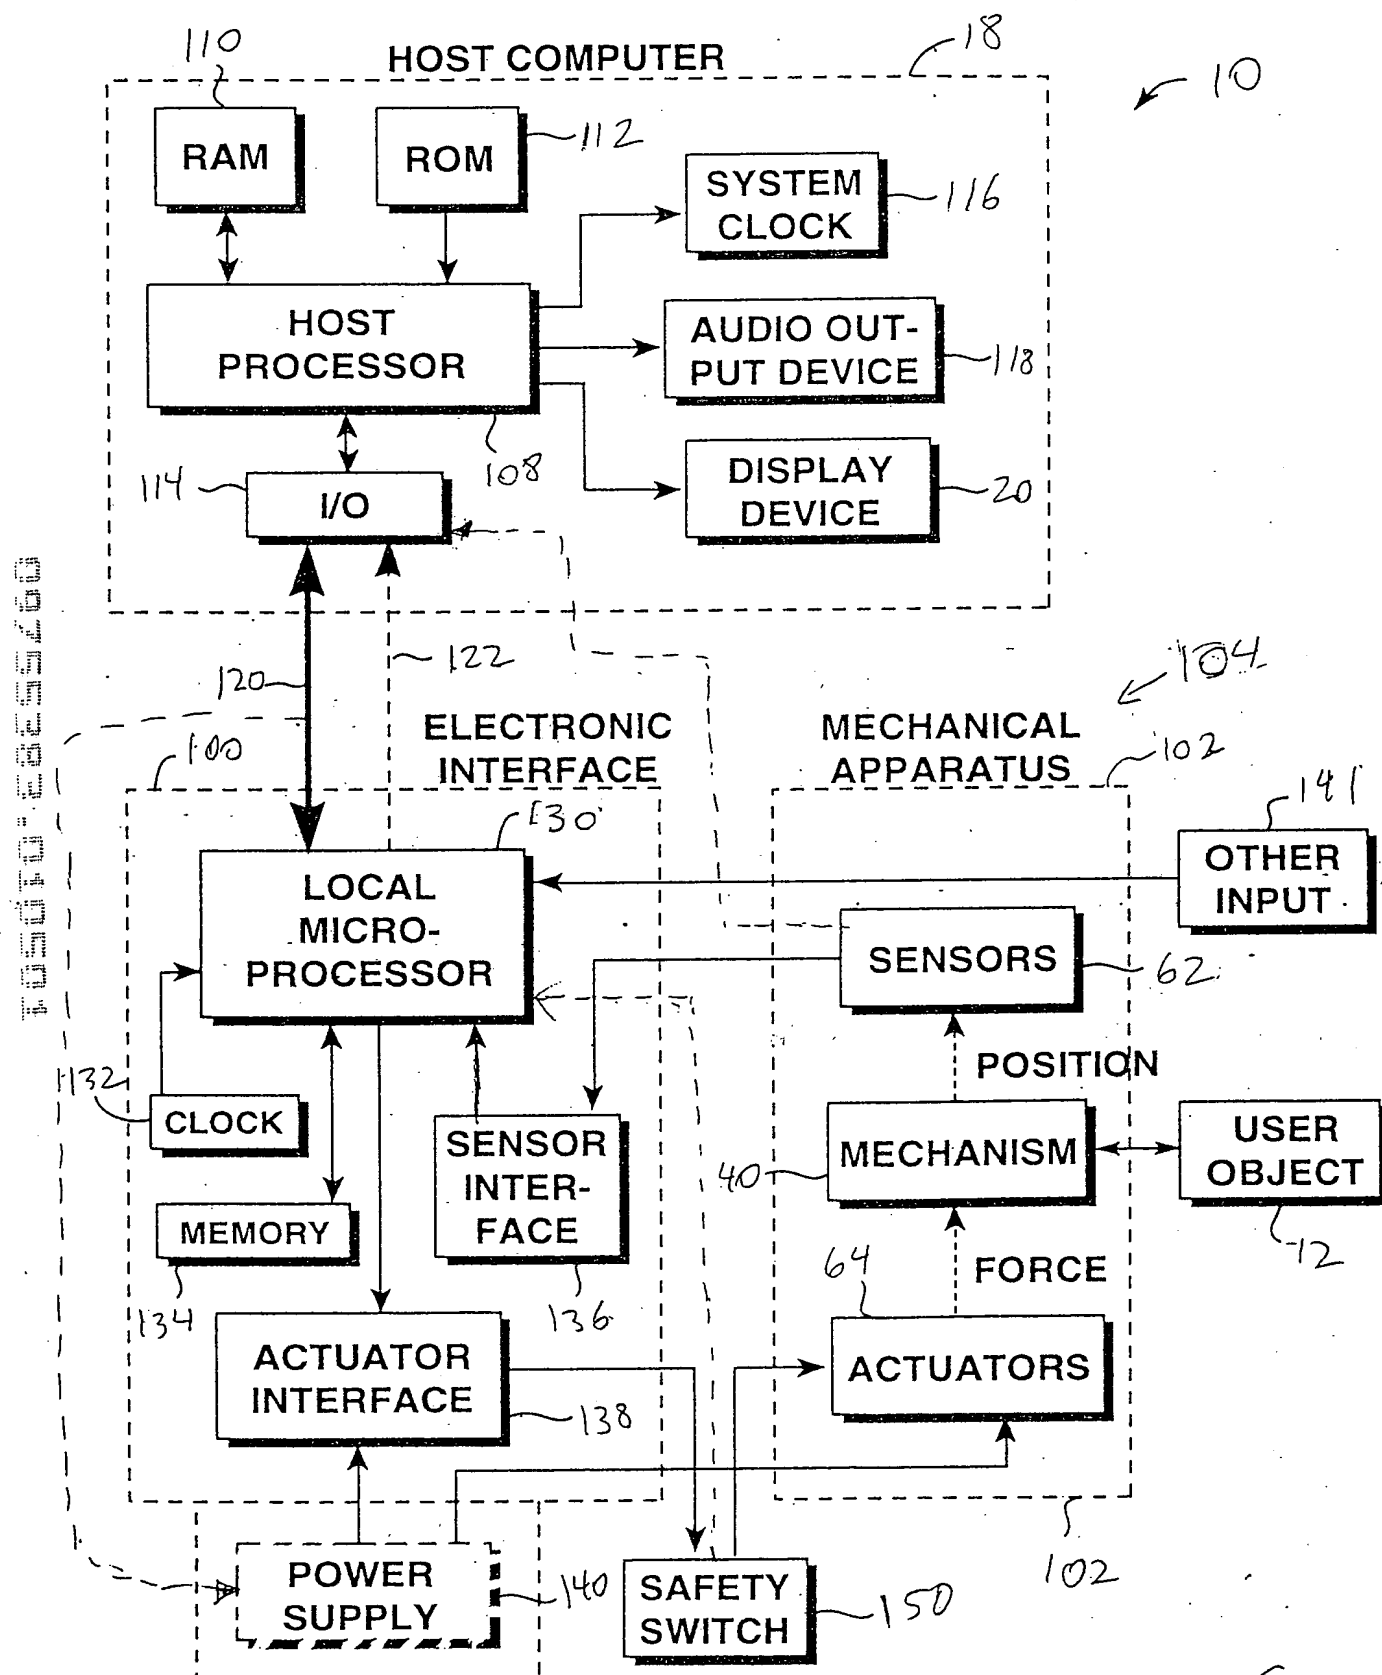 110
HOST COMPUTER
18
10
RAM
ROM
112
SYSTEM
CLOCK
116
HOST
PROCESSOR
AUDIO OUT-
PUT DEVICE
118
108
114
I/O
DISPLAY
DEVICE
20
122
120
104
100
ELECTRONIC
INTERFACE
MECHANICAL
APPARATUS
102
130
141
LOCAL
MICRO-
PROCESSOR
OTHER
INPUT
SENSORS
62
POSITION
132
CLOCK
SENSOR
INTER-
FACE
MECHANISM
40
USER
OBJECT
12
MEMORY
134
136
64
FORCE
ACTUATOR
INTERFACE
138
ACTUATORS
POWER
SUPPLY
140
SAFETY
SWITCH
150
102
09755383.010501